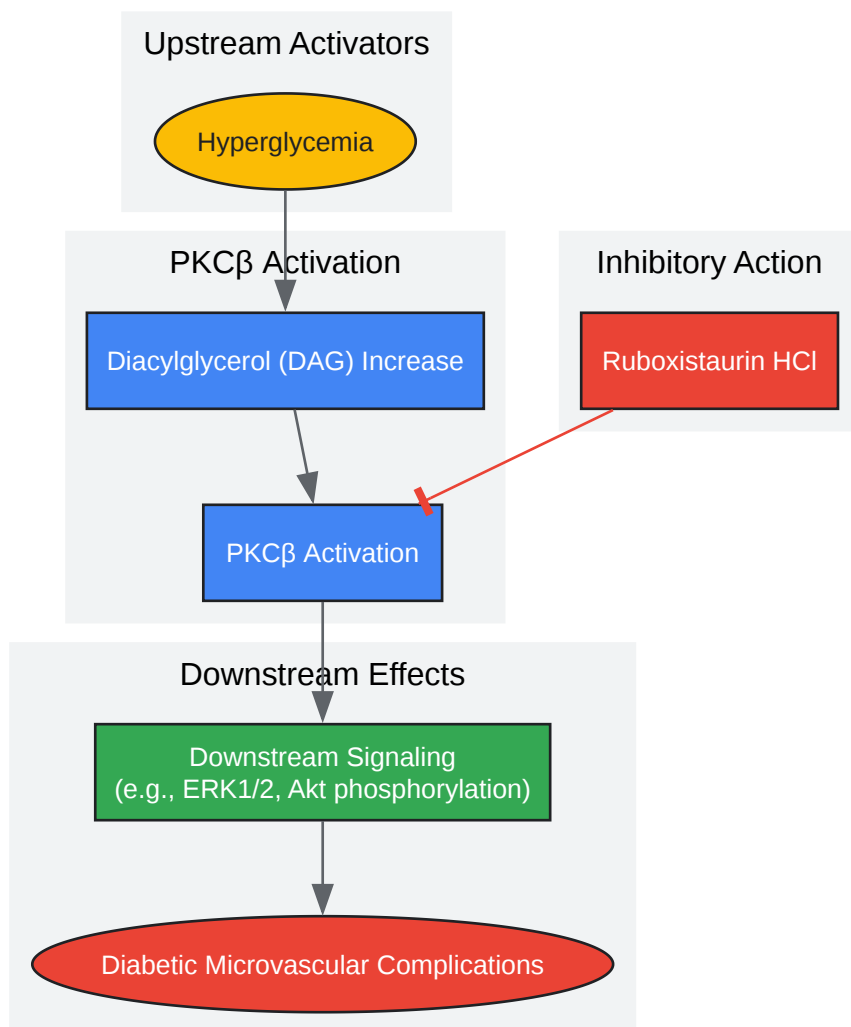 Upstream Activators
Hyperglycemia
PKCβ Activation
Inhibitory Action
Diacylglycerol (DAG) Increase
Ruboxistaurin HCl
PKCβ Activation
Downstream Effects
Downstream Signaling
(e.g., ERK1/2, Akt phosphorylation)
Diabetic Microvascular Complications